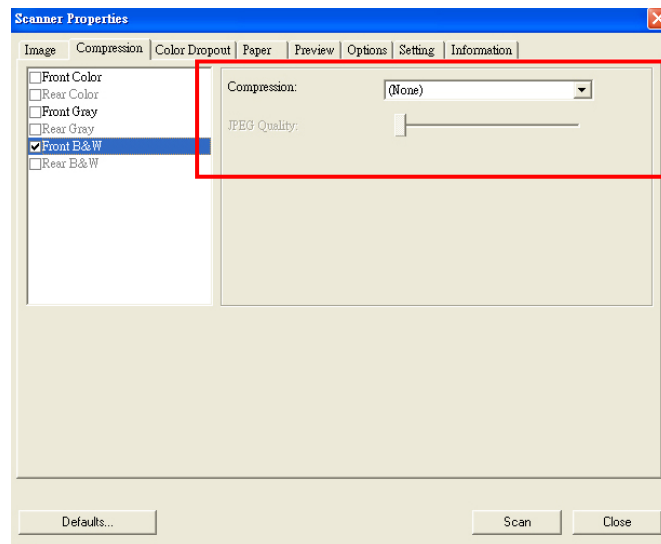 Scanner Properties
Image Compression Color Dropout Paper Preview Options Setting Information
Front Color
Rear Color
Front Gray
Rear Gray
Front B&W
Rear B&W
Compression: (None)
JPEG Quality:
Defaults... Scan Close